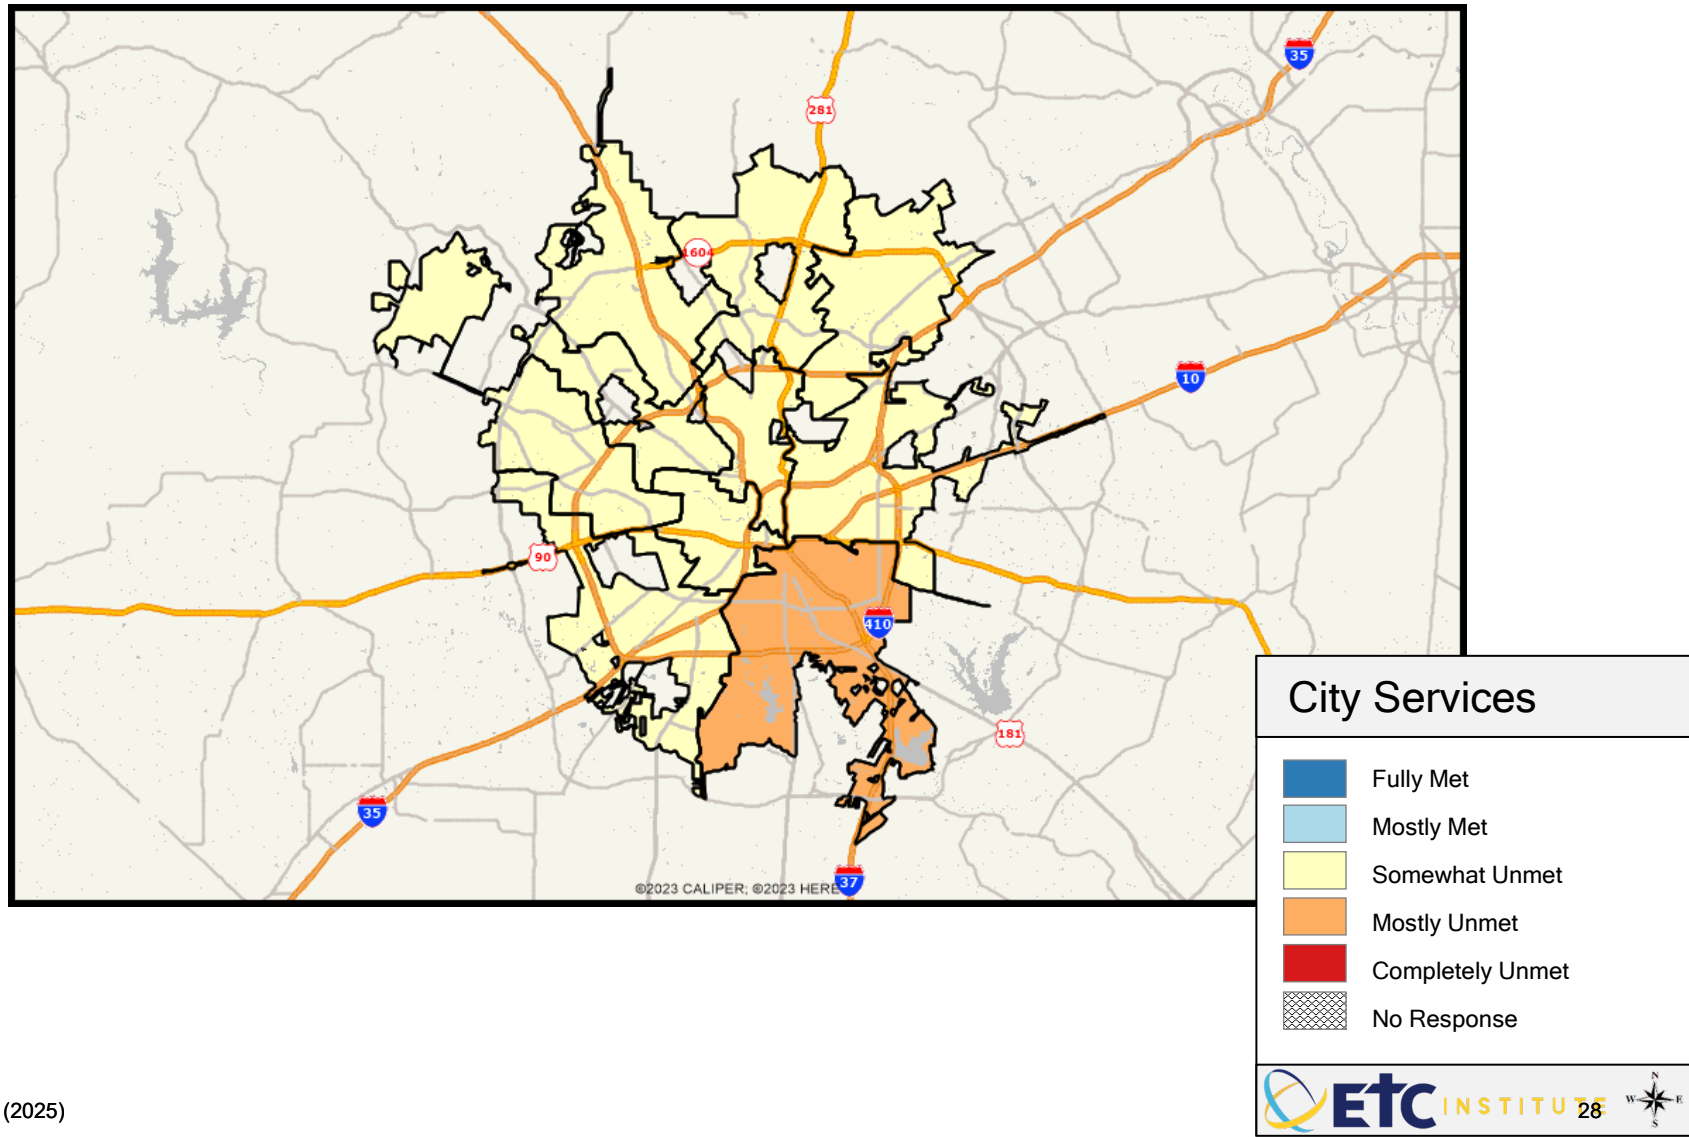 35
281
1604
10
90
410
181
35
37
©2023 CALIPER; ©2023 HERE
City Services
Fully Met
Mostly Met
Somewhat Unmet
Mostly Unmet
Completely Unmet
No Response
(2025)
ETC INSTITUTE
28
N
W E
S